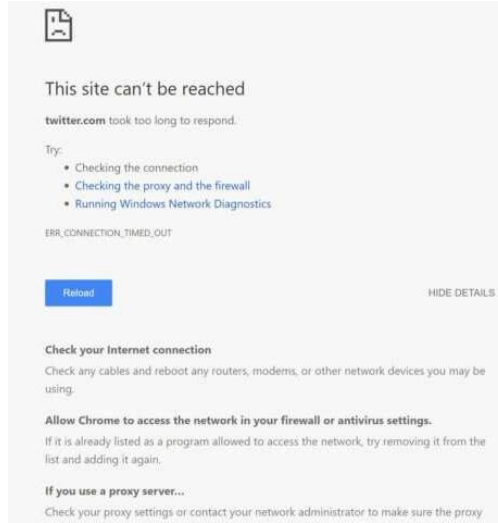 This site can't be reached
twitter.com took too long to respond.
Try:
• Checking the connection
• Checking the proxy and the firewall
• Running Windows Network Diagnostics
ERR_CONNECTION_TIMED_OUT
Reload
HIDE DETAILS
Check your Internet connection
Check any cables and reboot any routers, modems, or other network devices you may be
using.
Allow Chrome to access the network in your firewall or antivirus settings.
If it is already listed as a program allowed to access the network, try removing it from the
list and adding it again.
If you use a proxy server...
Check your proxy settings or contact your network administrator to make sure the proxy